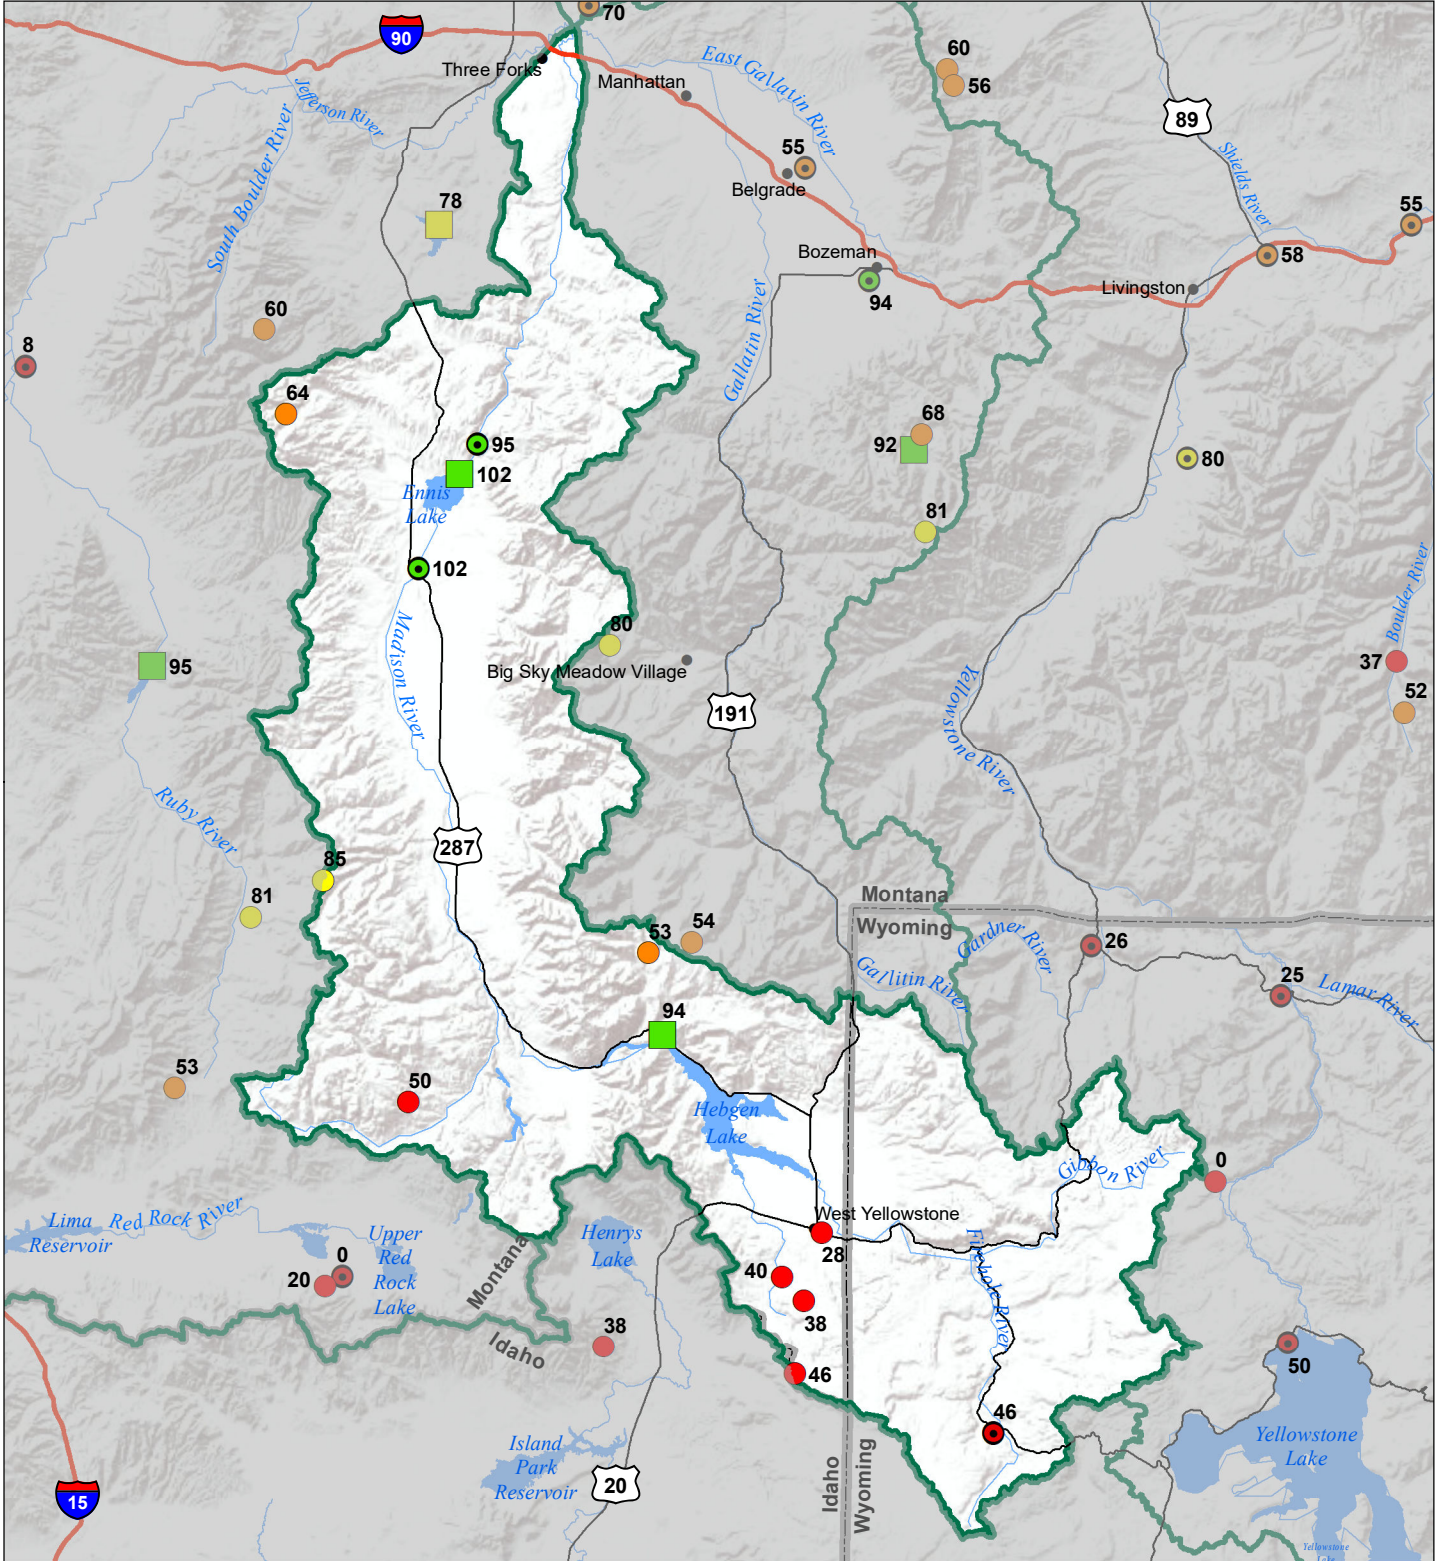 70
90
Three Forks
Manhattan
East Gallatin River
60
56
89
Jefferson River
South Boulder River
55
Belgrade
Shields River
78
55
Bozeman
58
94
Livingston
Gallatin River
60
8
64
68
92
95
80
102
Ennis
Lake
81
102
Madison River
Boulder River
80
Big Sky Meadow Village
95
37
52
191
Yellowstone River
Ruby River
287
85
81
Montana
Wyoming
53
54
Gardner River
26
Gallitin River
25
Lamar River
94
53
50
Hebgen
Lake
Gibbon River
0
Lima
Reservoir
Red Rock River
Upper
Red
Rock
Lake
Henrys
Lake
West Yellowstone
28
Firehole River
0
20
Montana
Idaho
40
38
38
46
50
46
Yellowstone
Lake
Island
Park
Reservoir
20
Idaho
Wyoming
15
Yellowstone
Lake